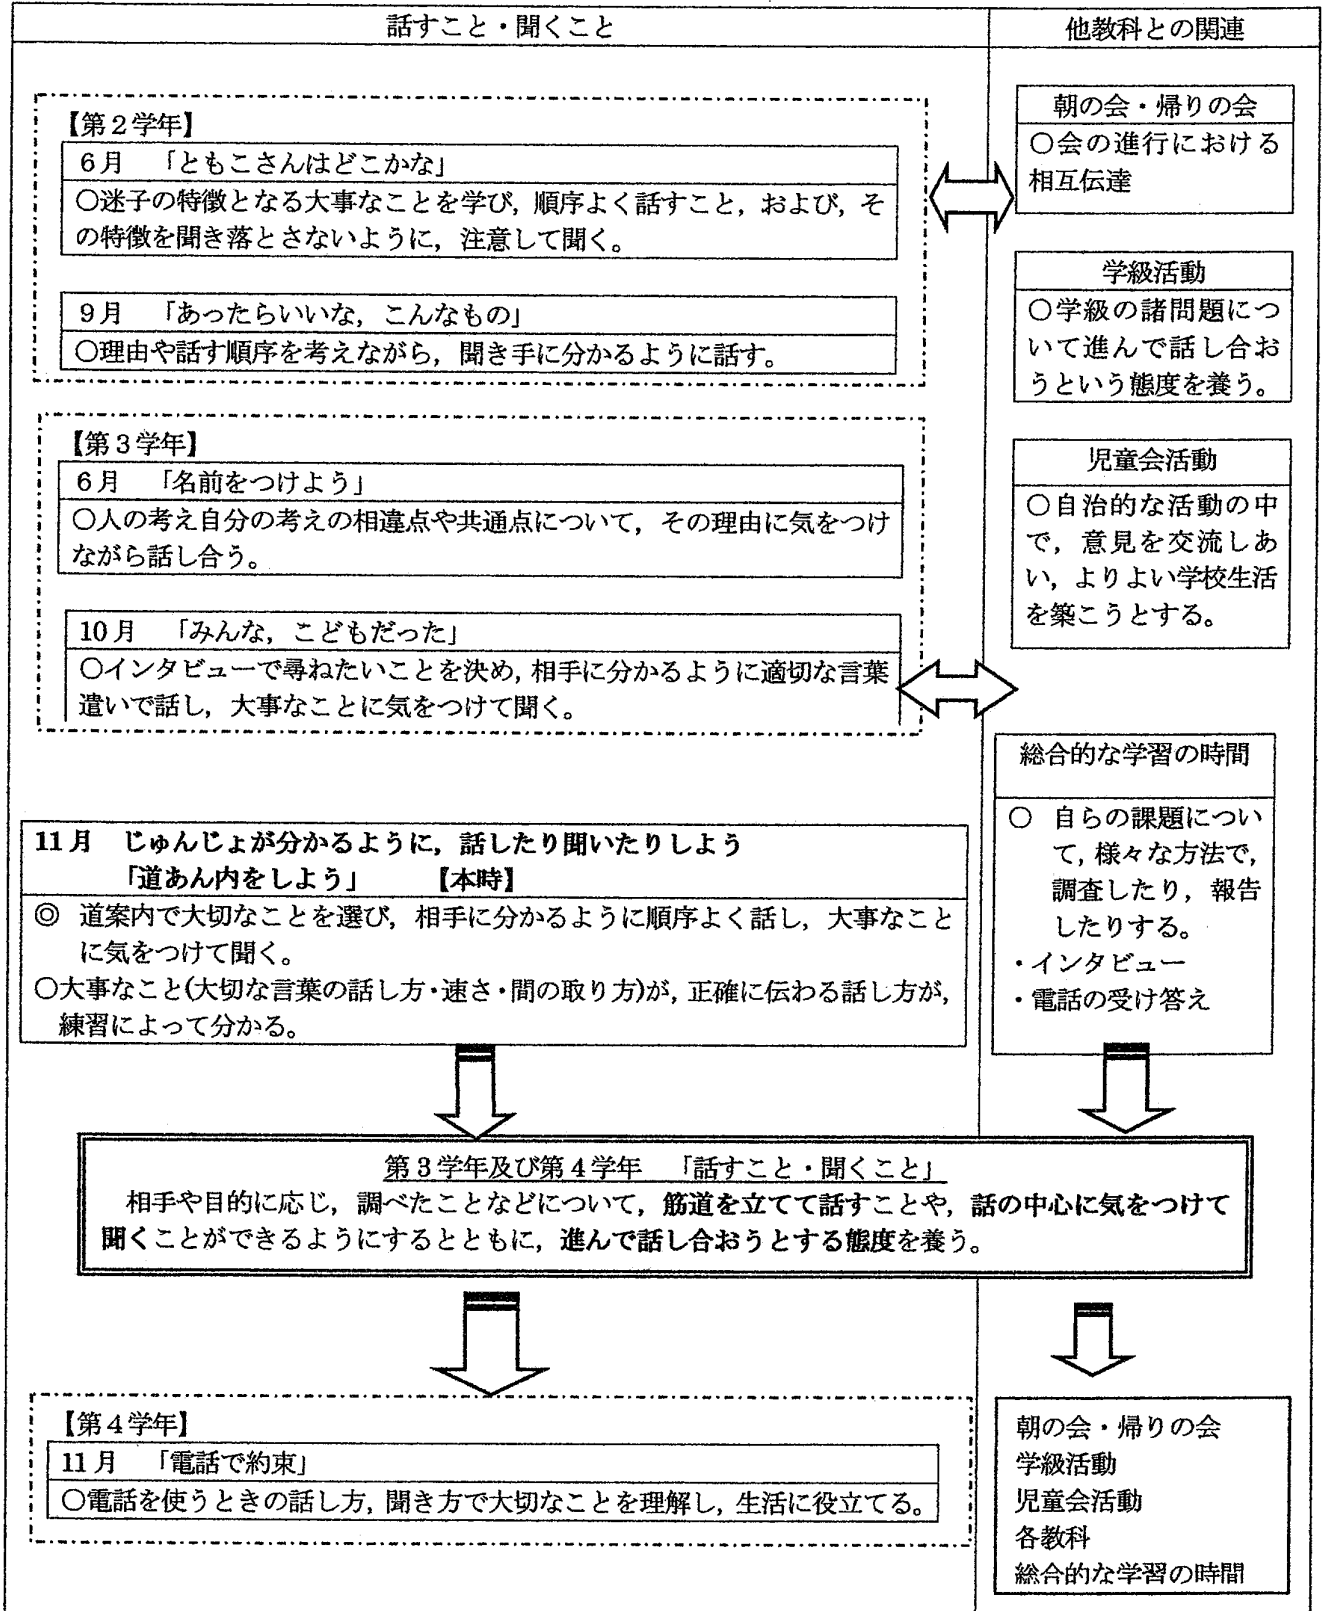 話すこと・聞くこと
他教科との関連
【第2学年】
6月 「ともこさんはどこかな」
○迷子の特徴となる大事なことを学び，順序よく話すこと，および，そ
の特徴を聞き落とさないように，注意して聞く。
9月 「あったらいいな，こんなもの」
○理由や話す順序を考えながら，聞き手に分かるように話す。
【第3学年】
6月 「名前をつけよう」
○人の考え自分の考えの相違点や共通点について，その理由に気をつけ
ながら話し合う。
10月 「みんな，こどもだった」
○インタビューで尋ねたいことを決め，相手に分かるように適切な言葉
遣いで話し，大事なことに気をつけて聞く。
朝の会・帰りの会
○会の進行における
相互伝達
学級活動
○学級の諸問題につ
いて進んで話し合お
うという態度を養う。
児童会活動
○自治的な活動の中
で，意見を交流しあ
い，よりよい学校生活
を築こうとする。
総合的な学習の時間
○ 自らの課題につい
て，様々な方法で，
調査したり，報告
したりする。
・インタビュー
・電話の受け答え
11月 じゅんじょが分かるように，話したり聞いたりしよう
「道あん内をしよう」 【本時】
◎ 道案内で大切なことを選び，相手に分かるように順序よく話し，大事なこと
に気をつけて聞く。
○大事なこと(大切な言葉の話し方・速さ・間の取り方)が，正確に伝わる話し方が，
練習によって分かる。
第3学年及び第4学年 「話すこと・聞くこと」
相手や目的に応じ，調べたことなどについて，筋道を立てて話すことや，話の中心に気をつけて
聞くことができるようにするとともに，進んで話し合おうとする態度を養う。
【第4学年】
11月 「電話で約束」
○電話を使うときの話し方，聞き方で大切なことを理解し，生活に役立てる。
朝の会・帰りの会
学級活動
児童会活動
各教科
総合的な学習の時間